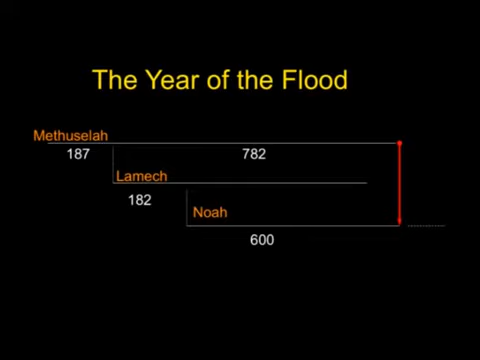 The Year of the Flood
Methuselah
187 782
Lamech
182
Noah
600